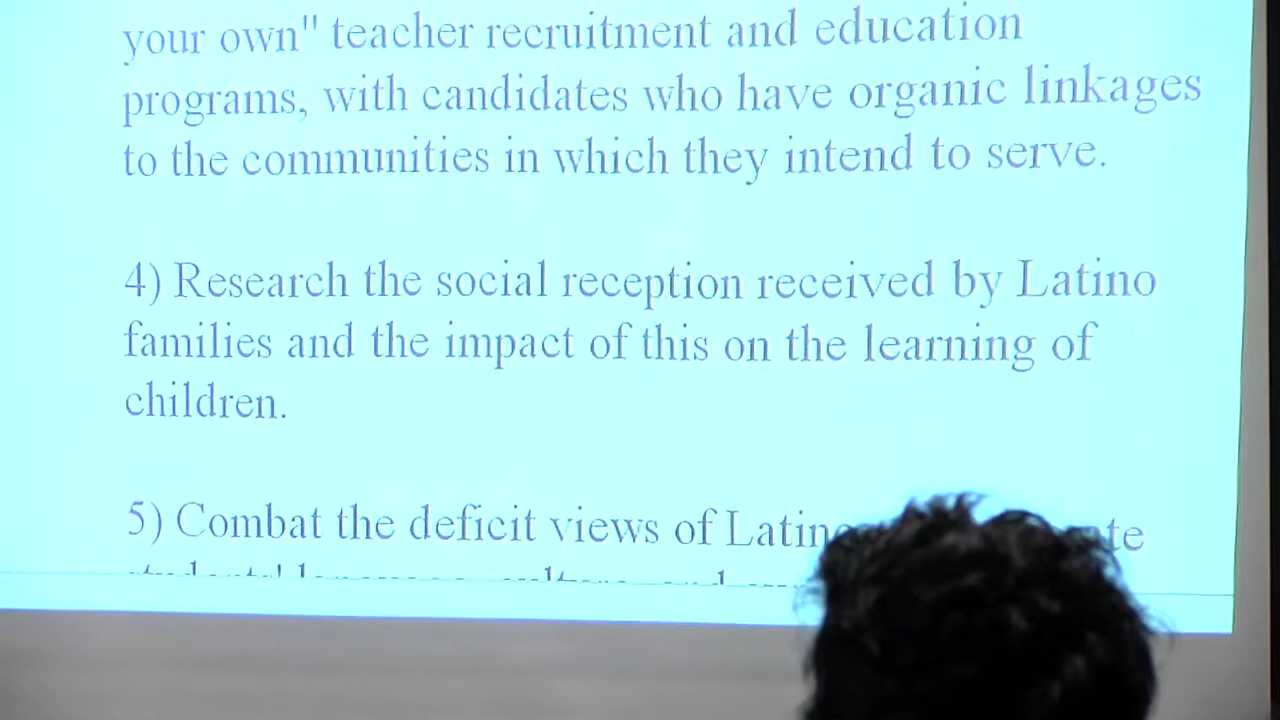 your own" teacher recruitment and education
programs, with candidates who have organic linkages
to the communities in which they intend to serve.
4) Research the social reception received by Latino
families and the impact of this on the learning of
children.
5) Combat the deficit views of